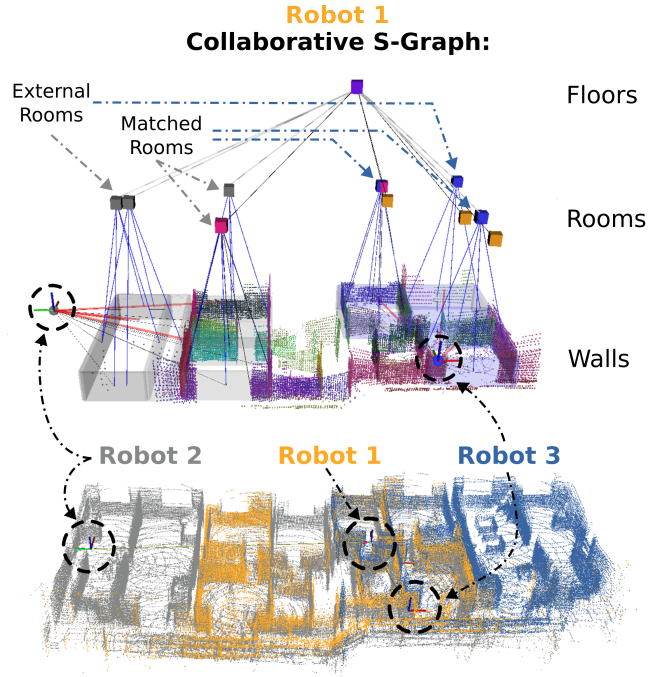 Robot 1
Collaborative S-Graph:
External
Rooms
Floors
Matched
Rooms
Rooms
Walls
Robot 2
Robot 1
Robot 3